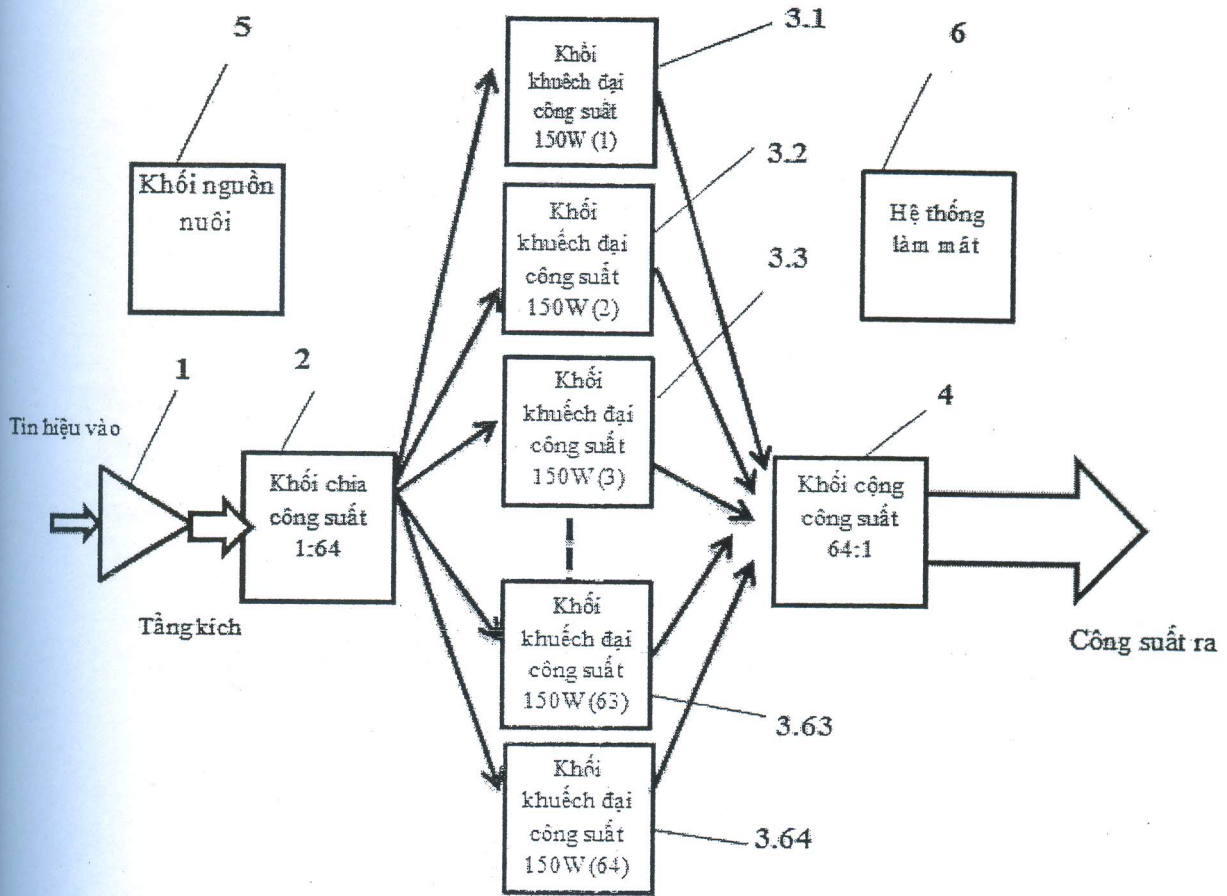 5
3.1
6
Khối
khuếch đại
công suất
150W (1)
3.2
Khối nguồn
nuôi
Khối
khuếch đại
công suất
150W (2)
Hệ thống
làm mát
3.3
1
2
Khối
khuếch đại
công suất
150W (3)
4
Tín hiệu vào
Khối chia
công suất
1:64
Khối cộng
công suất
64:1
Tầng kích
Khối
khuếch đại
công suất
150W (63)
Công suất ra
3.63
Khối
khuếch đại
công suất
150W (64)
3.64